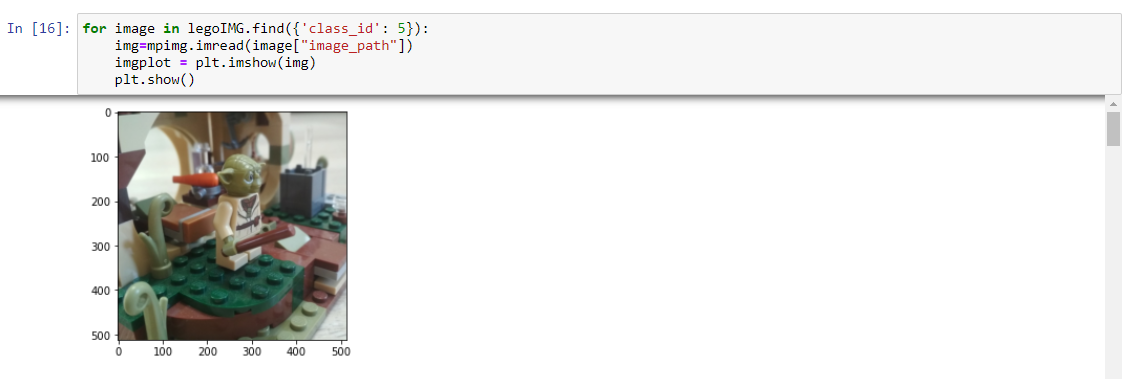 In [16]: for image in legoIMG.find({'class_id': 5}):
    img=mpimg.imread(image["image_path"])
    imgplot = plt.imshow(img)
    plt.show()
0
100
200
300
400
500
0 100 200 300 400 500